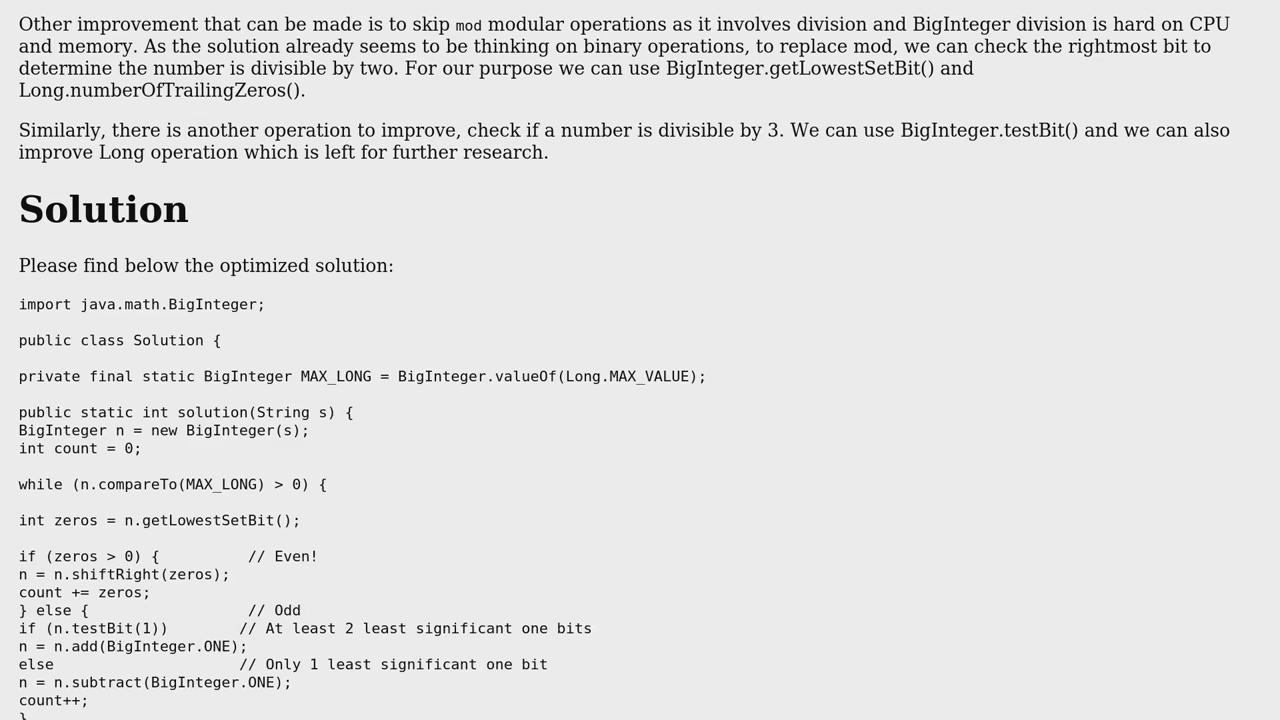 Other improvement that can be made is to skip mod modular operations as it involves division and BigInteger division is hard on CPU
and memory. As the solution already seems to be thinking on binary operations, to replace mod, we can check the rightmost bit to
determine the number is divisible by two. For our purpose we can use BigInteger.getLowestSetBit() and
Long.numberOfTrailingZeros().
Similarly, there is another operation to improve, check if a number is divisible by 3. We can use BigInteger.testBit() and we can also
improve Long operation which is left for further research.
Solution
Please find below the optimized solution:
import java.math.BigInteger;
public class Solution {
private final static BigInteger MAX_LONG = BigInteger.valueOf(Long.MAX_VALUE);
public static int solution(String s) {
BigInteger n = new BigInteger(s);
int count = 0;
while (n.compareTo(MAX_LONG) > 0) {
int zeros = n.getLowestSetBit();
if (zeros > 0) {          // Even!
n = n.shiftRight(zeros);
count += zeros;
} else {                  // Odd
if (n.testBit(1))        // At least 2 least significant one bits
n = n.add(BigInteger.ONE);
else                     // Only 1 least significant one bit
n = n.subtract(BigInteger.ONE);
count++;
}